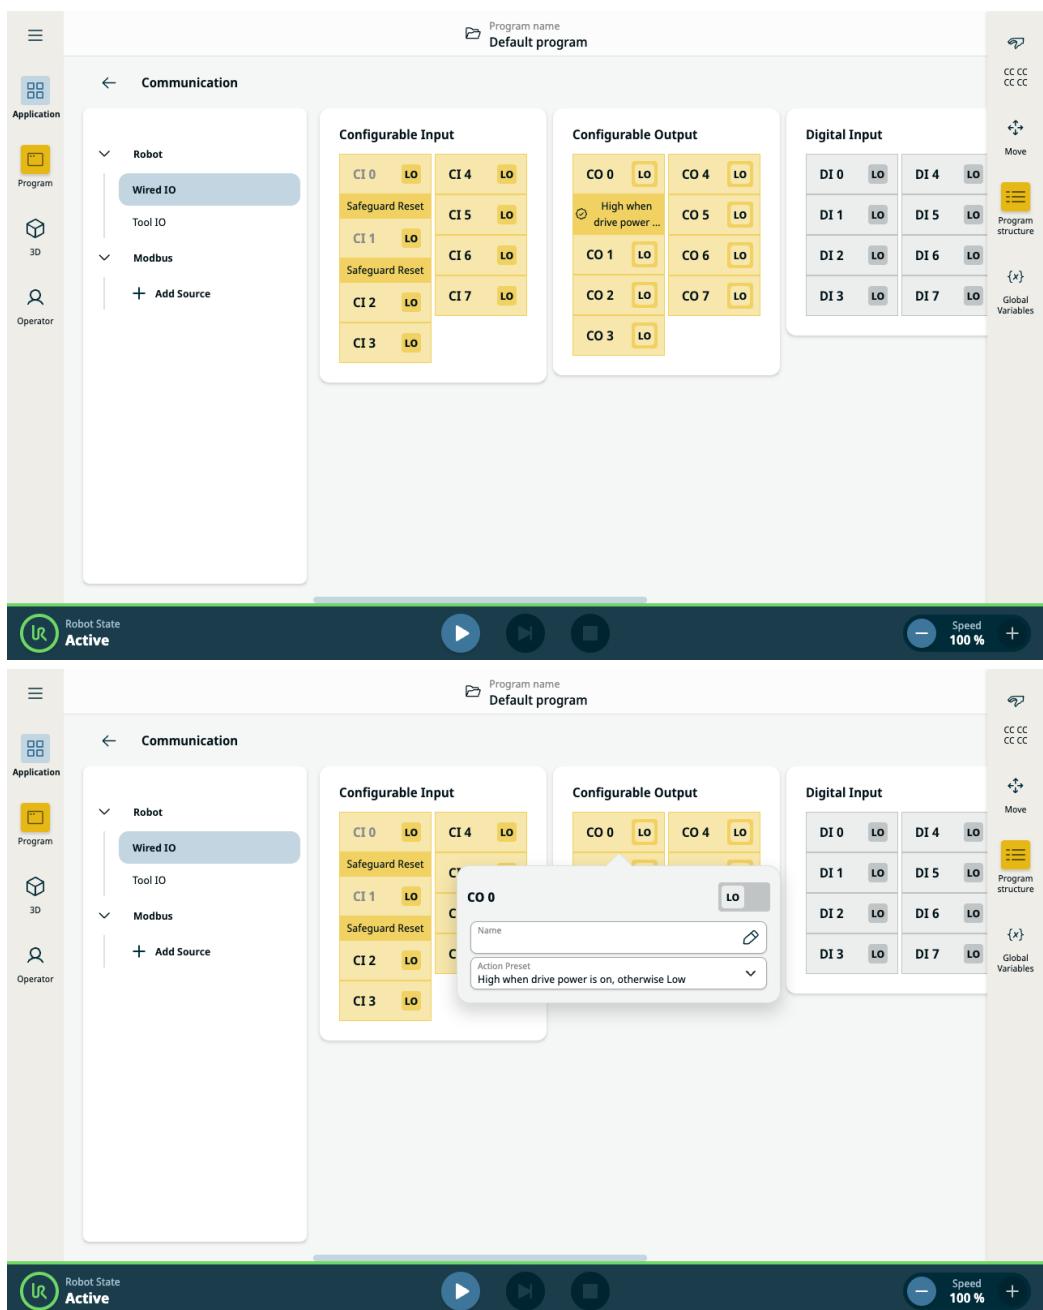 Program name
Default program
Communication
Application
Program
3D
Operator
Robot
Wired IO
Tool IO
Modbus
Add Source
Configurable Input
CI 0 LO CI 4 LO
Safeguard Reset
CI 5 LO
CI 1 LO
CI 6 LO
Safeguard Reset
CI 2 LO CI 7 LO
CI 3 LO
Configurable Output
CO 0 LO CO 4 LO
High when
drive power ...
CO 5 LO
CO 1 LO CO 6 LO
CO 2 LO CO 7 LO
CO 3 LO
Digital Input
DI 0 LO DI 4 LO
DI 1 LO DI 5 LO
DI 2 LO DI 6 LO
DI 3 LO DI 7 LO
CC CC
CC CC
Move
Program
structure
{x}
Global
Variables
UR
Robot State
Active
Speed
100 %
Program name
Default program
Communication
Application
Program
3D
Operator
Robot
Wired IO
Tool IO
Modbus
Add Source
Configurable Input
CI 0 LO CI 4 LO
Safeguard Reset
CI 1 LO
Safeguard Reset
CI 2 LO
CI 3 LO
Configurable Output
CO 0 LO CO 4 LO
CO 0 LO
Name
Action Preset
High when drive power is on, otherwise Low
Digital Input
DI 0 LO DI 4 LO
DI 1 LO DI 5 LO
DI 2 LO DI 6 LO
DI 3 LO DI 7 LO
CC CC
CC CC
Move
Program
structure
{x}
Global
Variables
UR
Robot State
Active
Speed
100 %